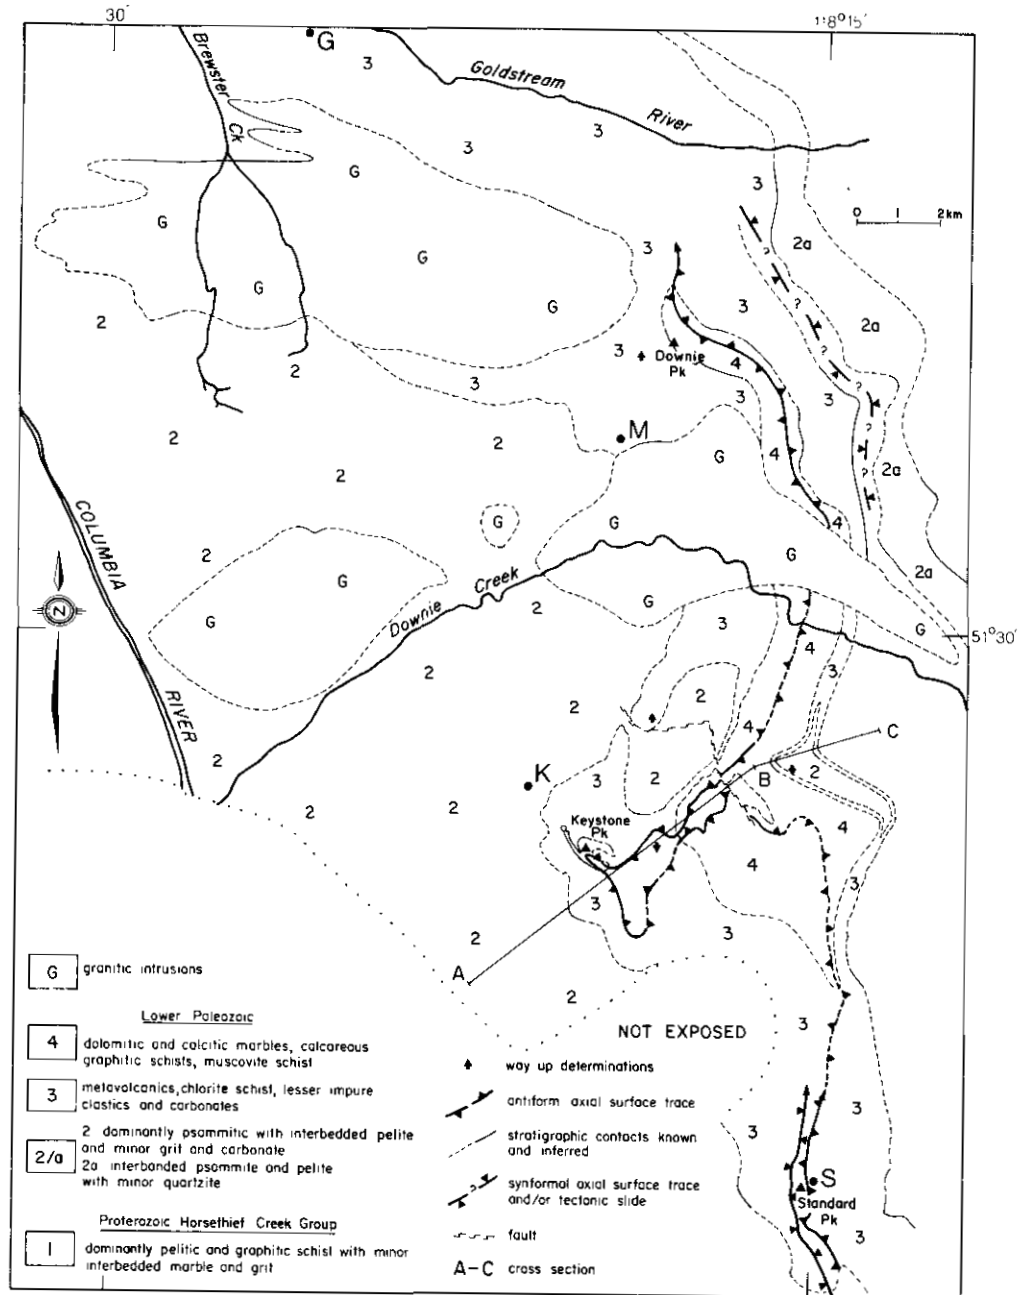 30′
118°15′
G
Brewster
Ck
Goldstream
River
3
3
3
G
3
0 1 2km
G
2a
3
?
G
G
3
G
?
2
2a
3
?
3
Downie
Pk
4
2
3
3
3
?
2
M
2
?
G
4
2
2a
?
COLUMBIA
G
G
4
2
G
G
2a
Downie Creek
2
N
G
G
3
G
51°30′
4
2
3
RIVER
2
2
4
C
2
K
3
2
B
2
2
2
Keystone
Pk
4
4
3
3
2
3
A
2
NOT EXPOSED
3
3
3
S
Standard
Pk
3
G granitic intrusions
Lower Paleozoic
4 dolomitic and calcitic marbles, calcareous
graphitic schists, muscovite schist
3 metavolcanics, chlorite schist, lesser impure
clastics and carbonates
2/a 2 dominantly psammitic with interbedded pelite
and minor grit and carbonate
2a interbanded psammite and pelite
with minor quartzite
Proterozoic Horsethief Creek Group
1 dominantly pelitic and graphitic schist with minor
interbedded marble and grit
way up determinations
antiform axial surface trace
stratigraphic contacts known
and inferred
? synformal axial surface trace
and/or tectonic slide
fault
A–C cross section